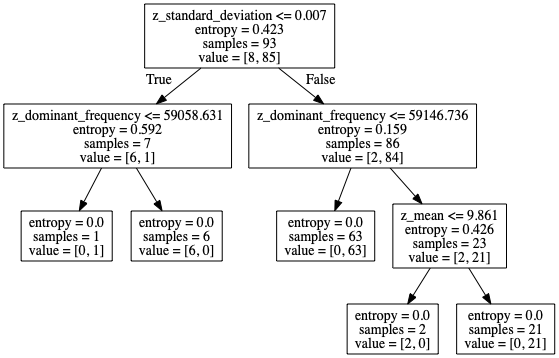 z_standard_deviation <= 0.007
entropy = 0.423
samples = 93
value = [8, 85]
True
False
z_dominant_frequency <= 59058.631
entropy = 0.592
samples = 7
value = [6, 1]
z_dominant_frequency <= 59146.736
entropy = 0.159
samples = 86
value = [2, 84]
entropy = 0.0
samples = 1
value = [0, 1]
entropy = 0.0
samples = 6
value = [6, 0]
entropy = 0.0
samples = 63
value = [0, 63]
z_mean <= 9.861
entropy = 0.426
samples = 23
value = [2, 21]
entropy = 0.0
samples = 2
value = [2, 0]
entropy = 0.0
samples = 21
value = [0, 21]